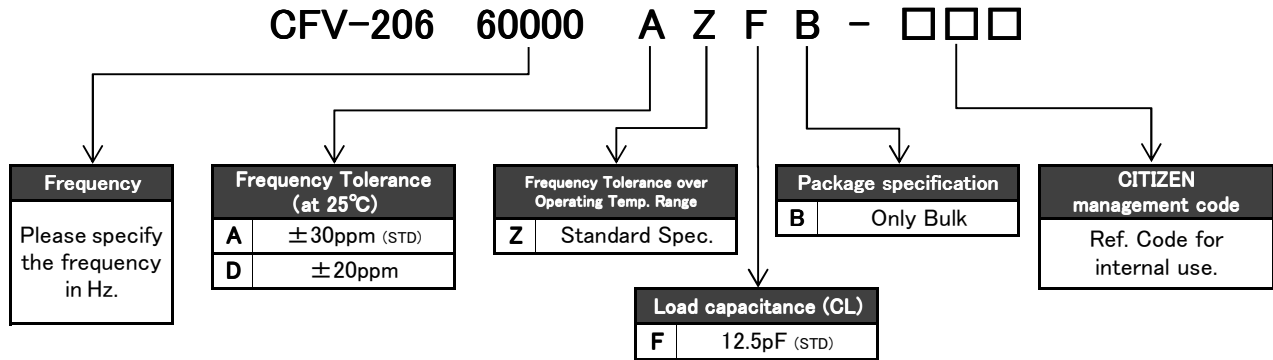 CFV-206 60000 A Z F B - □□□
Frequency
Please specify
the frequency
in Hz.
Frequency Tolerance
(at 25℃)
A ±30ppm (STD)
D ±20ppm
Frequency Tolerance over
Operating Temp. Range
Z Standard Spec.
Load capacitance (CL)
F 12.5pF (STD)
Package specification
B Only Bulk
CITIZEN
management code
Ref. Code for
internal use.